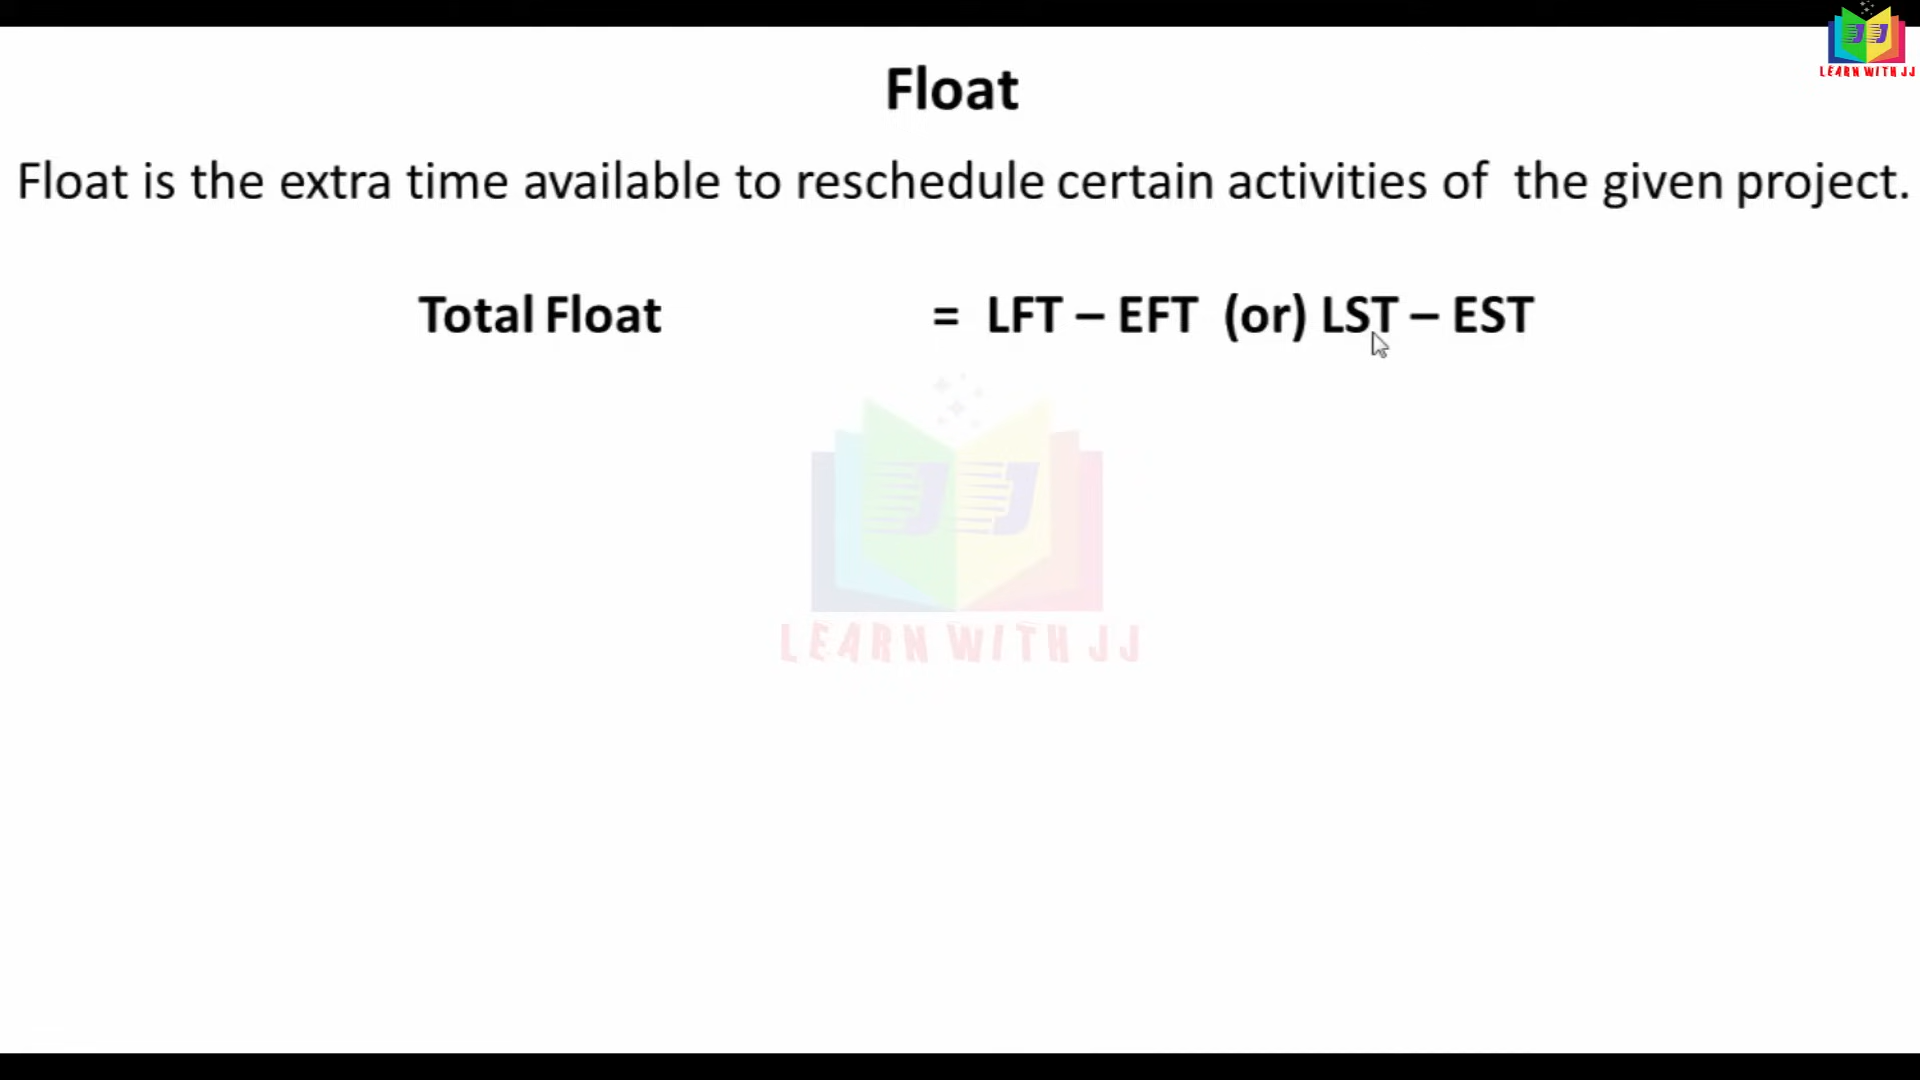 LEARN WITH JJ
Float
Float is the extra time available to reschedule certain activities of the given project.
Total Float = LFT – EFT (or) LST – EST
JJ
LEARN WITH JJ